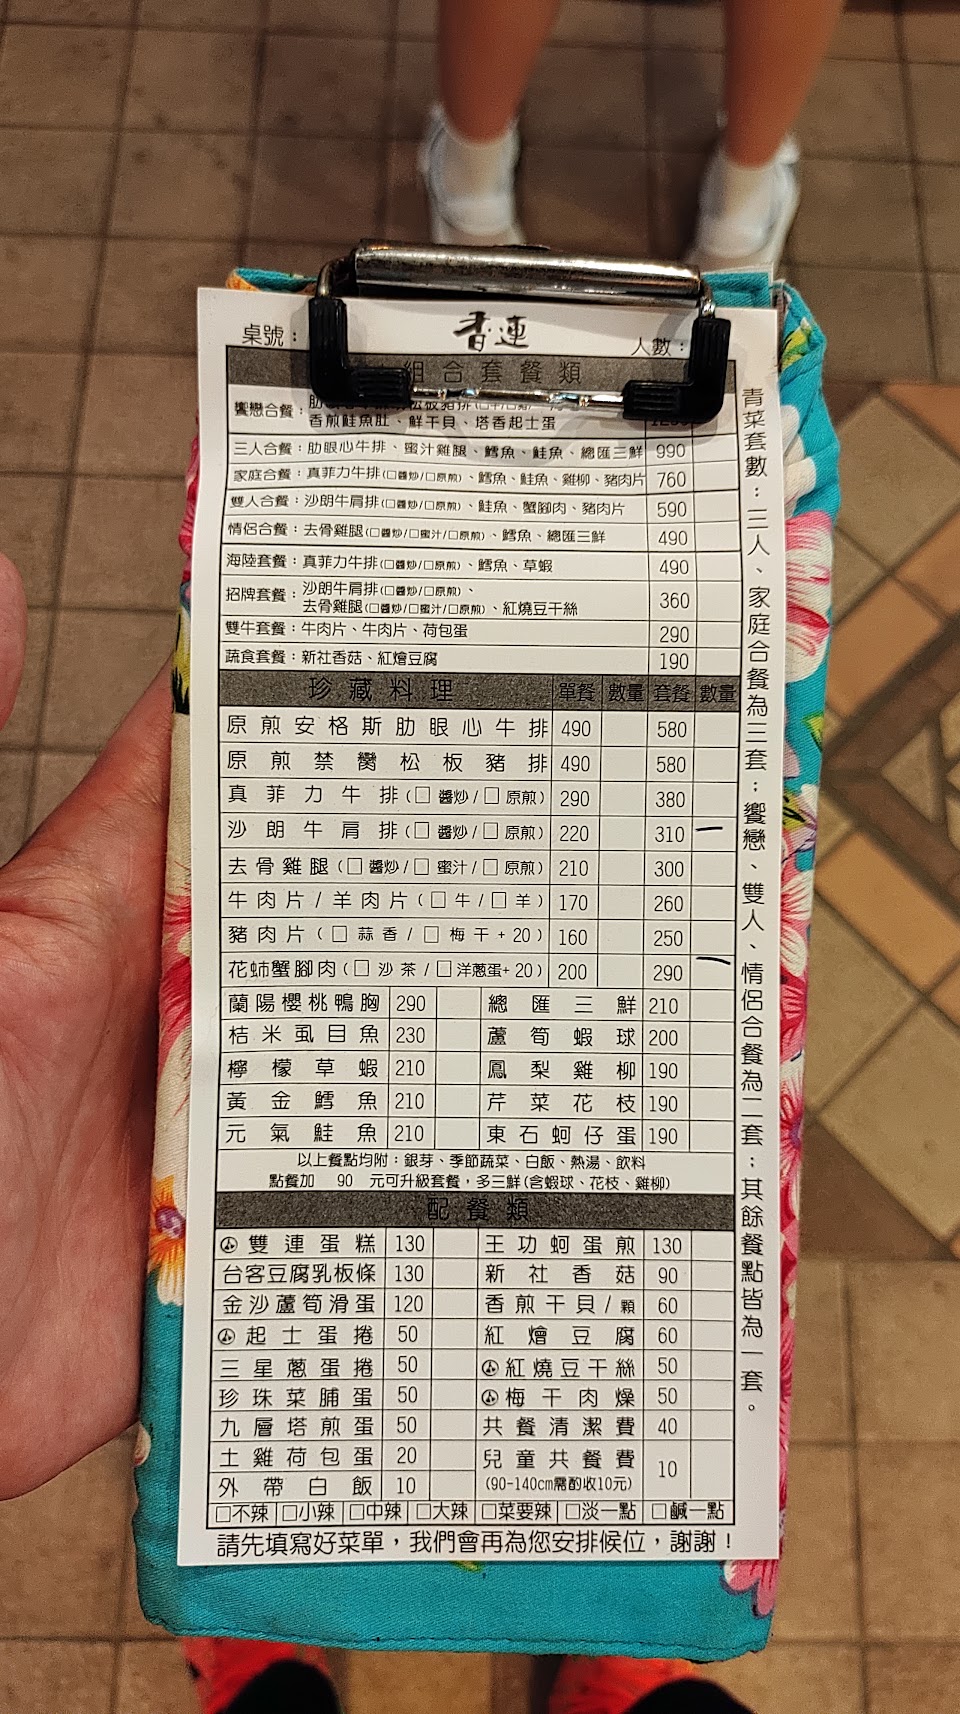 香連
桌號：
人數：
組合套餐類
饗戀合餐：
香煎鮭魚肚、鮮干貝、塔香起士蛋
三人合餐：肋眼心牛排、蜜汁雞腿、鱈魚、鮭魚、總匯三鮮 990
家庭合餐：真菲力牛排(□醬炒/□原煎)、鱈魚、鮭魚、雞柳、豬肉片 760
雙人合餐：沙朗牛肩排(□醬炒/□原煎)、鮭魚、蟹腳肉、豬肉片 590
情侶合餐：去骨雞腿(□醬炒/□蜜汁/□原煎)、鱈魚、總匯三鮮 490
海陸套餐：真菲力牛排(□醬炒/□原煎)、鱈魚、草蝦 490
招牌套餐：沙朗牛肩排(□醬炒/□原煎)、
去骨雞腿(□醬炒/□蜜汁/□原煎)、紅燒豆干絲 360
雙牛套餐：牛肉片、牛肉片、荷包蛋 290
蔬食套餐：新社香菇、紅燴豆腐 190
珍藏料理 單餐 數量 套餐 數量
原煎安格斯肋眼心牛排 490 580
原煎禁臠松板豬排 490 580
真菲力牛排(□醬炒/□原煎) 290 380
沙朗牛肩排(□醬炒/□原煎) 220 310 一
去骨雞腿(□醬炒/□蜜汁/□原煎) 210 300
牛肉片/羊肉片(□牛/□羊) 170 260
豬肉片(□蒜香/□梅干+20) 160 250
花蚋蟹腳肉(□沙茶/□洋蔥蛋+20) 200 290 一
蘭陽櫻桃鴨胸 290 總匯三鮮 210
桔米虱目魚 230 蘆筍蝦球 200
檸檬草蝦 210 鳳梨雞柳 190
黃金鱈魚 210 芹菜花枝 190
元氣鮭魚 210 東石蚵仔蛋 190
以上餐點均附：銀芽、季節蔬菜、白飯、熱湯、飲料
點餐加 90 元可升級套餐，多三鮮(含蝦球、花枝、雞柳)
配餐類
雙連蛋糕 130 王功蚵蛋煎 130
台客豆腐乳板條 130 新社香菇 90
金沙蘆筍滑蛋 120 香煎干貝/顆 60
起士蛋捲 50 紅燴豆腐 60
三星蔥蛋捲 50 紅燒豆干絲 50
珍珠菜脯蛋 50 梅干肉燥 50
九層塔煎蛋 50 共餐清潔費 40
土雞荷包蛋 20 兒童共餐費 10
外帶白飯 10 (90-140cm需酌收10元)
□不辣 □小辣 □中辣 □大辣 □菜要辣 □淡一點 □鹹一點
請先填寫好菜單，我們會再為您安排候位，謝謝！
青菜套數：三人、家庭合餐為三套；饗戀、雙人、情侶合餐為二套；其餘餐點皆為一套。